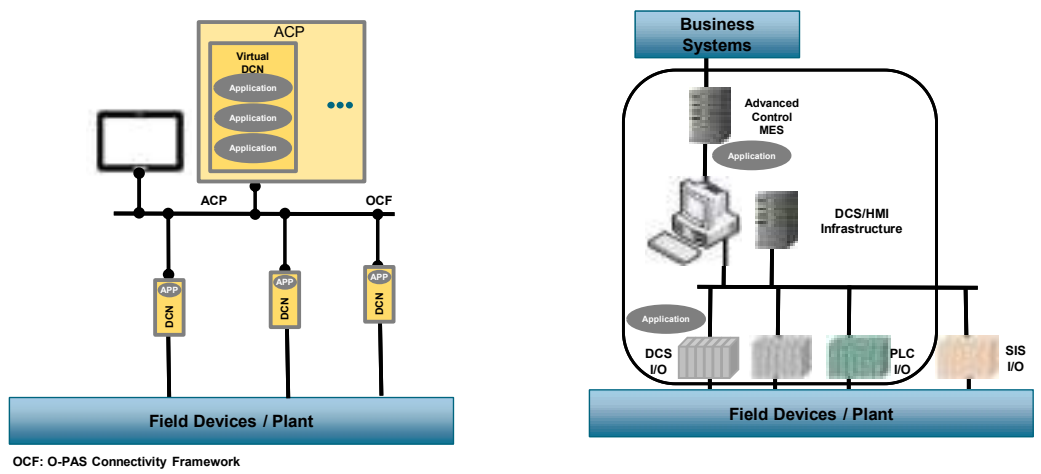 ACP
Virtual
DCN
Application
Application
Application
ACP
OCF
APP
DCN
APP
DCN
APP
DCN
Field Devices / Plant
OCF: O-PAS Connectivity Framework
Business
Systems
Advanced
Control
MES
Application
DCS/HMI
Infrastructure
Application
DCS
I/O
PLC
I/O
SIS
I/O
Field Devices / Plant